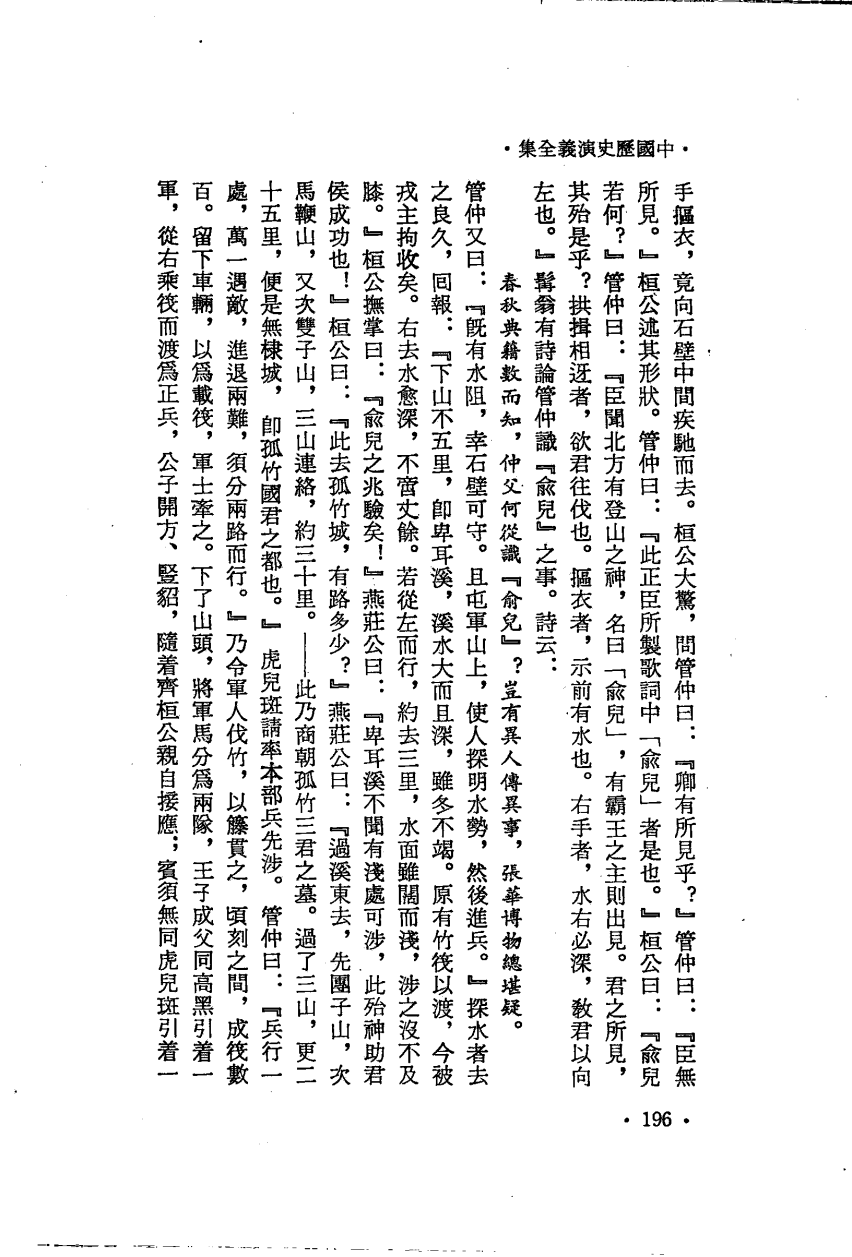 ·中國歷史演義全集·
手摳衣，竟向石壁中間疾馳而去。桓公大驚，問管仲曰：『卿有所見乎？』管仲曰：『臣無
所見。』桓公述其形狀。管仲曰：『此正臣所製歌詞中「兪兒」者是也。』桓公曰：『兪兒
若何？』管仲曰：『臣聞北方有登山之神，名曰「兪兒」，有霸王之主則出見。君之所見，
其殆是乎？拱揖相迓者，欲君往伐也。摳衣者，示前有水也。右手者，水右必深，敎君以向
左也。』髯翁有詩論管仲識『兪兒』之事。詩云：
春秋典籍數而知，仲父何從識『俞兒』？豈有異人傳異事，張華博物總堪疑。
管仲又曰：『旣有水阻，幸石壁可守。且屯軍山上，使人探明水勢，然後進兵。』探水者去
之良久，回報：『下山不五里，卽卑耳溪，溪水大而且深，雖冬不竭。原有竹筏以渡，今被
戎主拘收矣。右去水愈深，不啻丈餘。若從左而行，約去三里，水面雖闊而淺，涉之沒不及
膝。』桓公撫掌曰：『兪兒之兆驗矣！』燕莊公曰：『卑耳溪不聞有淺處可涉，此殆神助君
侯成功也！』桓公曰：『此去孤竹城，有路多少？』燕莊公曰：『過溪東去，先團子山，次
馬鞭山，又次雙子山，三山連絡，約三十里。——此乃商朝孤竹三君之墓。過了三山，更二
十五里，便是無棣城，卽孤竹國君之都也。』虎兒斑請率本部兵先涉。管仲曰：『兵行一
處，萬一遇敵，進退兩難，須分兩路而行。』乃令軍人伐竹，以籐貫之，頃刻之間，成筏數
百。留下車輛，以爲載筏，軍士牽之。下了山頭，將軍馬分爲兩隊，王子成父同高黑引着一
軍，從右乘筏而渡爲正兵，公子開方、豎貂，隨着齊桓公親自接應；賓須無同虎兒斑引着一
·196·